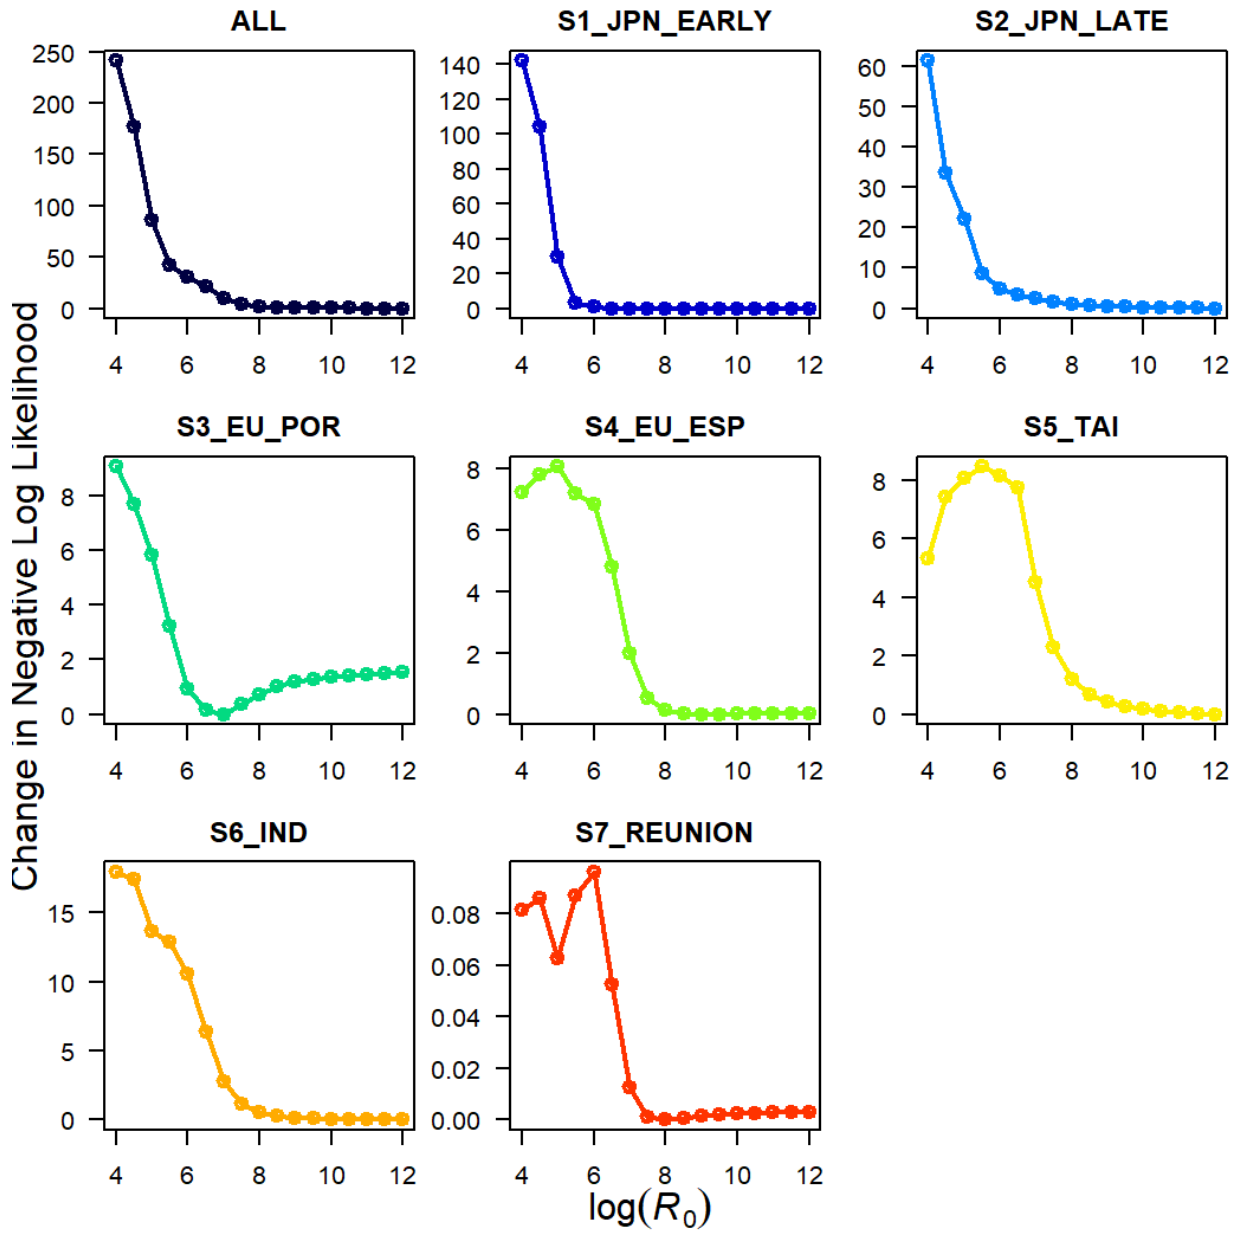 ALL S1_JPN_EARLY S2_JPN_LATE
250 200 150 100 50 0
140 120 100 80 60 40 20 0
60 50 40 30 20 10 0
4 6 8 10 12 4 6 8 10 12 4 6 8 10 12
Change in Negative Log Likelihood
S3_EU_POR S4_EU_ESP S5_TAI
8 6 4 2 0
8 6 4 2 0
8 6 4 2 0
4 6 8 10 12 4 6 8 10 12 4 6 8 10 12
S6_IND S7_REUNION
15 10 5 0
0.08 0.06 0.04 0.02 0.00
4 6 8 10 12 4 6 8 10 12
log(R0)